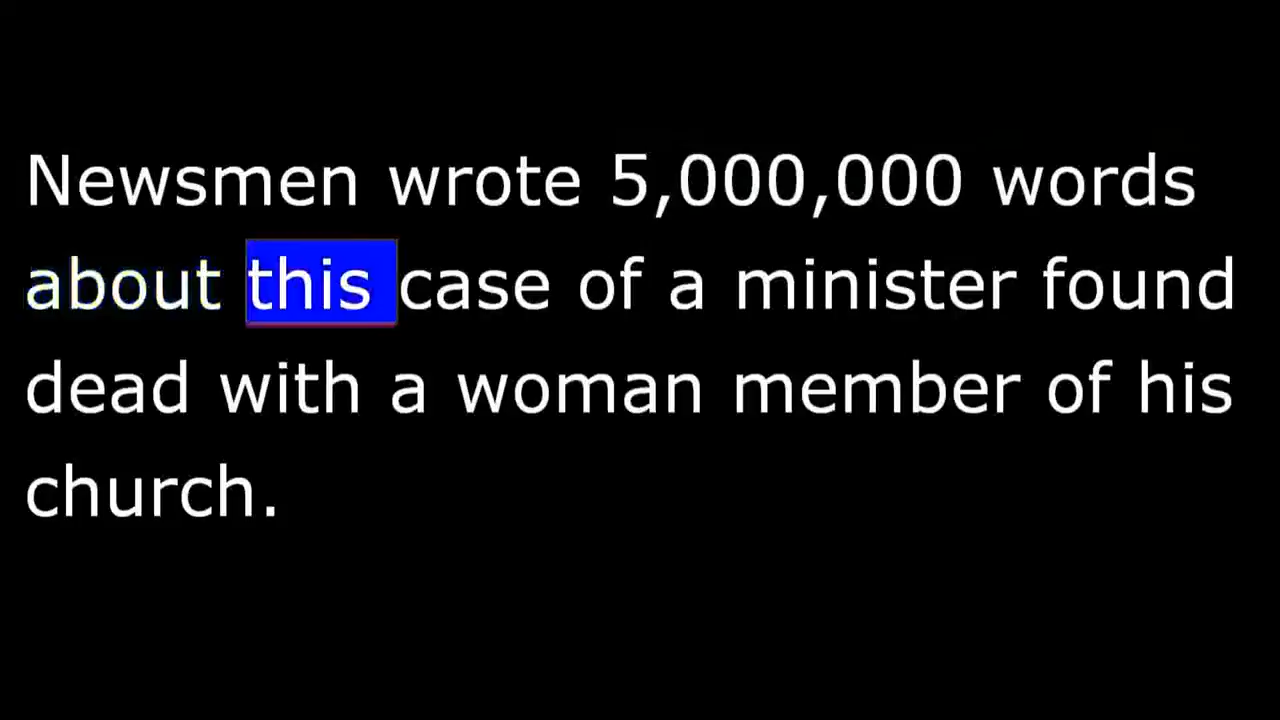 Newsmen wrote 5,000,000 words
about this case of a minister found
dead with a woman member of his
church.